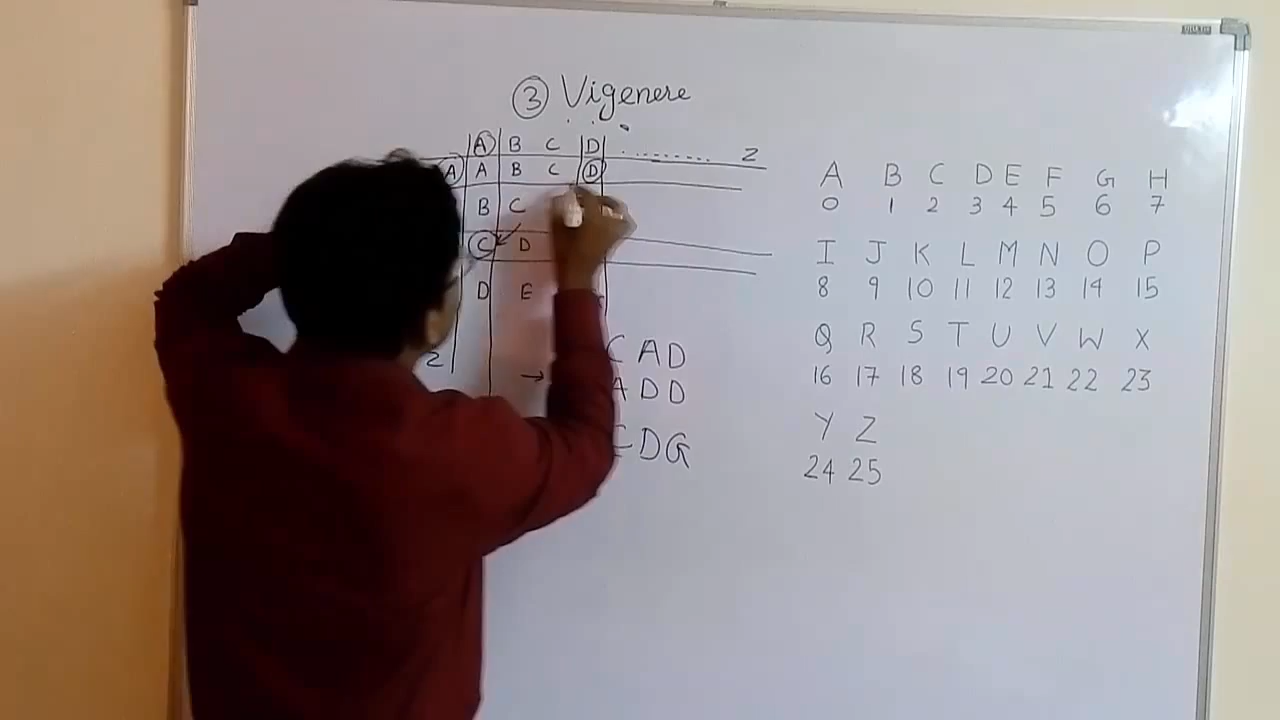 ③ Vigenere
A B C D ......... Z
A A B C D
B C
C D
D E
Z
→
CAD
ADD
CDG
A B C D E F G H
0 1 2 3 4 5 6 7
I J K L M N O P
8 9 10 11 12 13 14 15
Q R S T U V W X
16 17 18 19 20 21 22 23
Y Z
24 25